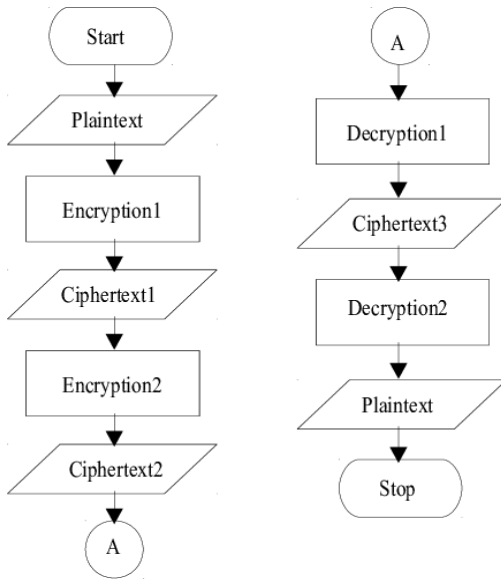 Start
Plaintext
Encryption1
Ciphertext1
Encryption2
Ciphertext2
A
A
Decryption1
Ciphertext3
Decryption2
Plaintext
Stop